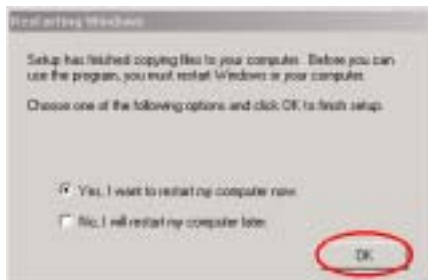 Restarting Windows
Setup has finished copying files to your computer. Before you can
use the program, you must restart Windows or your computer.
Choose one of the following options and click OK to finish setup.
Yes, I want to restart my computer now.
No, I will restart my computer later.
OK